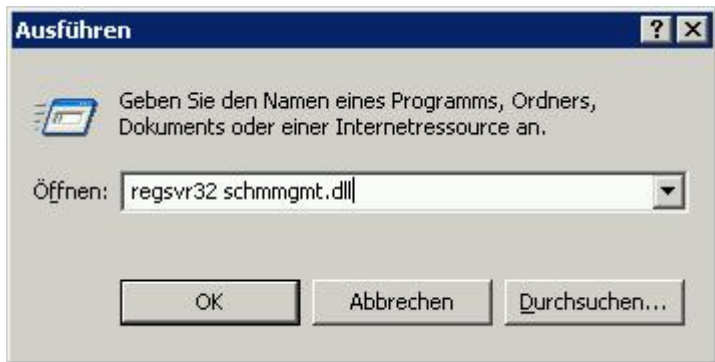 Ausführen
Geben Sie den Namen eines Programms, Ordners,
Dokuments oder einer Internetressource an.
Öffnen: regsvr32 schmmgmt.dll
OK Abbrechen Durchsuchen...